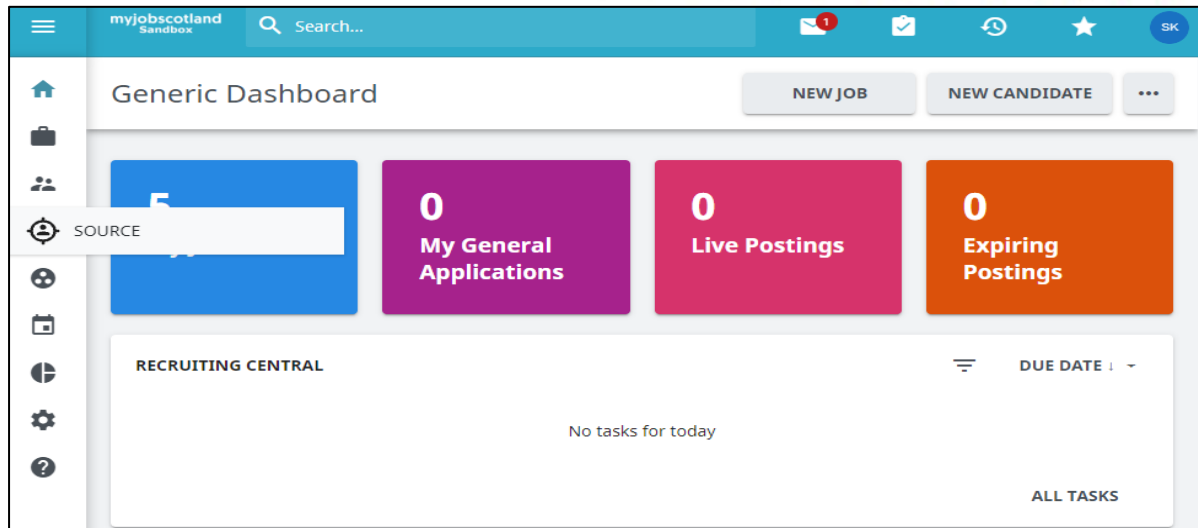 myjobscotland
Sandbox
Search...
1
SK
Generic Dashboard
NEW JOB
NEW CANDIDATE
SOURCE
0
My General
Applications
0
Live Postings
0
Expiring
Postings
RECRUITING CENTRAL
DUE DATE ↓
No tasks for today
ALL TASKS